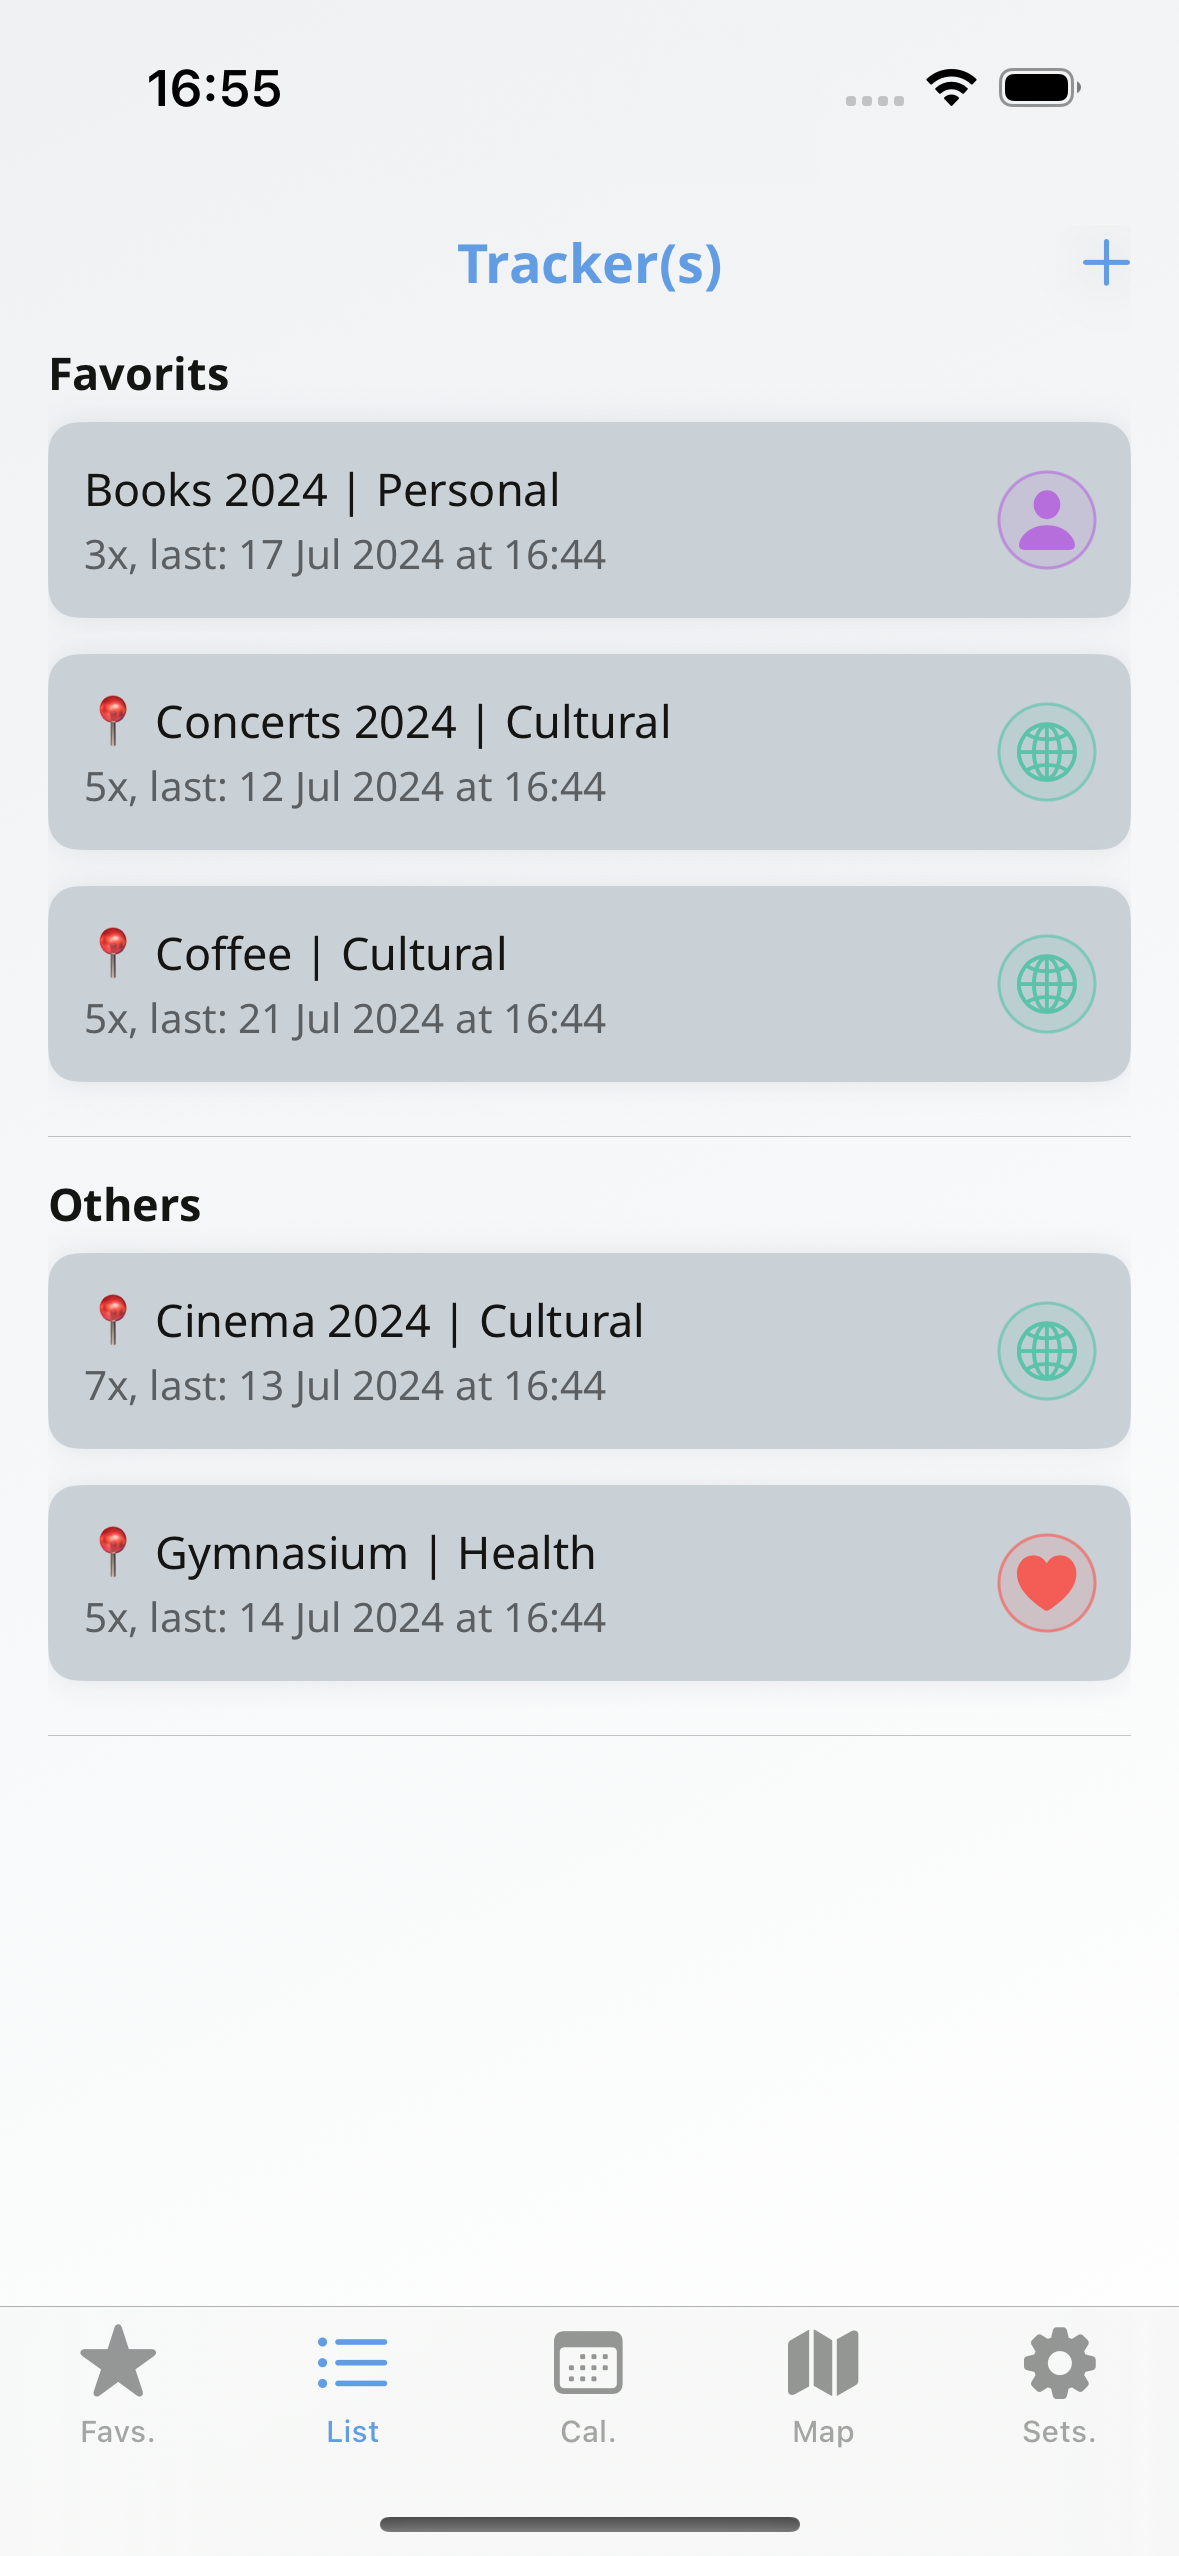 16:55
Tracker(s)
Favorits
Books 2024 | Personal
3x, last: 17 Jul 2024 at 16:44
Concerts 2024 | Cultural
5x, last: 12 Jul 2024 at 16:44
Coffee | Cultural
5x, last: 21 Jul 2024 at 16:44
Others
Cinema 2024 | Cultural
7x, last: 13 Jul 2024 at 16:44
Gymnasium | Health
5x, last: 14 Jul 2024 at 16:44
Favs. List Cal. Map Sets.